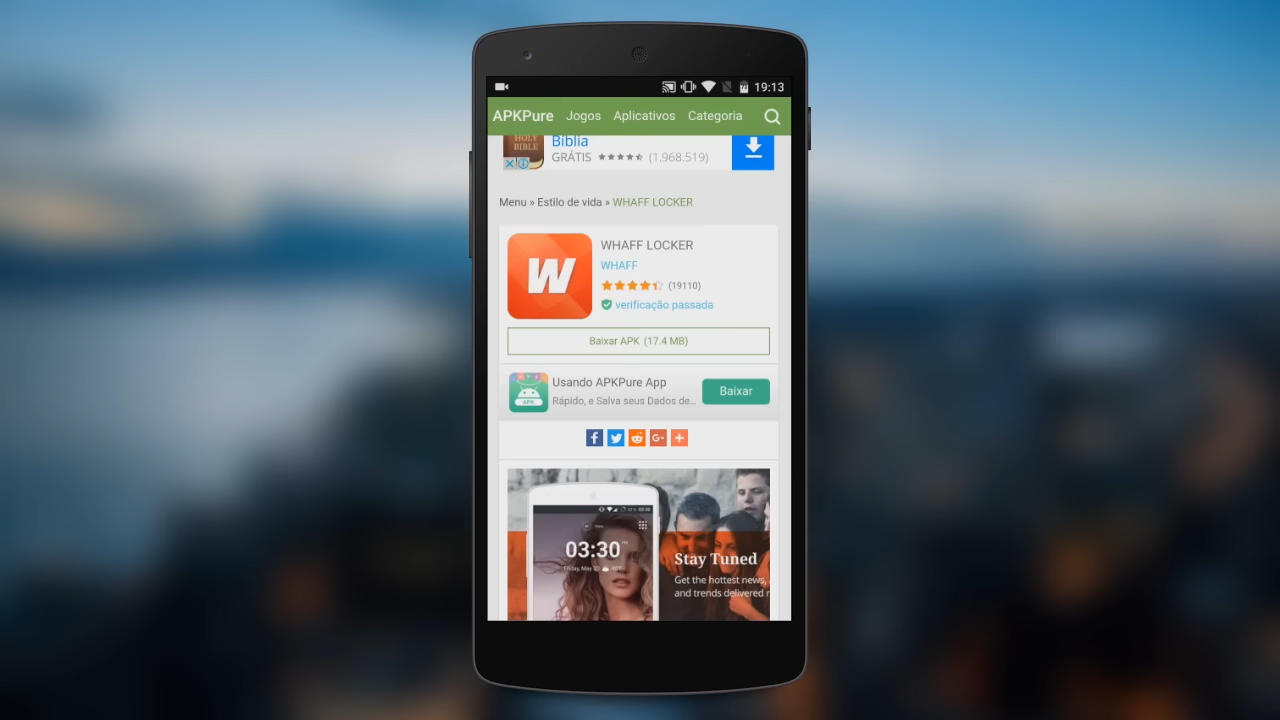 19:13
APKPure Jogos Aplicativos Categoria
HOLY
BIBLE
Bíblia
GRÁTIS (1.968.519)
Menu » Estilo de vida » WHAFF LOCKER
W
WHAFF LOCKER
WHAFF
(19110)
verificação passada
Baixar APK (17.4 MB)
APK
Usando APKPure App
Rápido, e Salva seus Dados de…
Baixar
f
G+
03:30
Stay Tuned
Get the hottest news,
and trends delivered